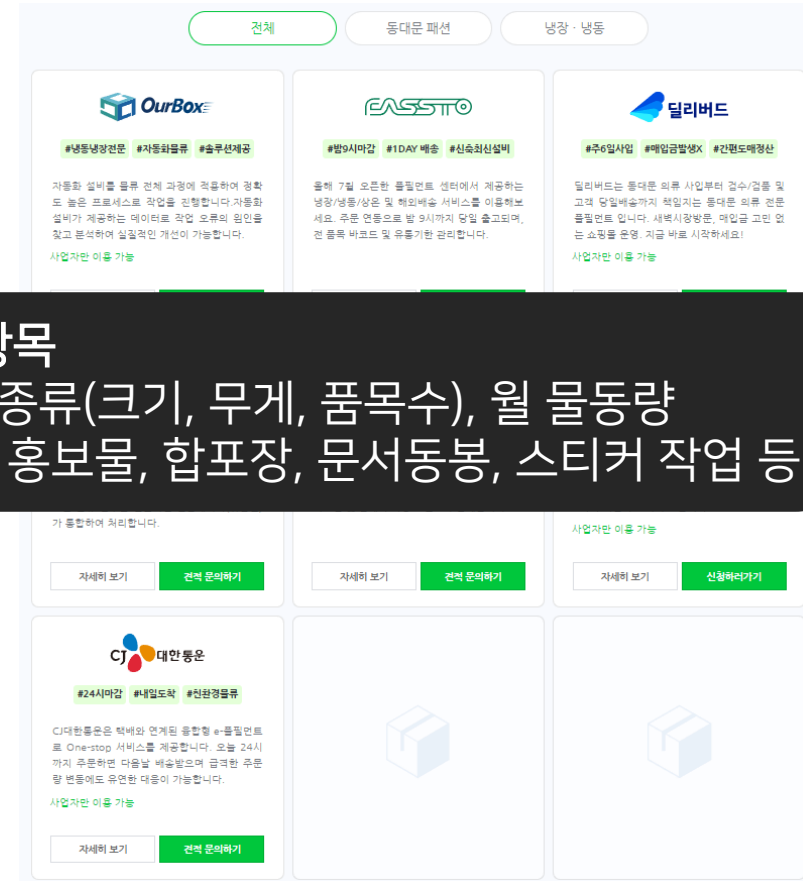 전체
동대문 패션
냉장 · 냉동
OurBox
FASSTO
딜리버드
#냉동냉장전문 #자동화물류 #솔루션제공
#밤9시마감 #1DAY 배송 #신축최신설비
#주6일사입 #매입금발생X #간편도매정산
자동화 설비를 물류 전체 과정에 적용하여 정확
도 높은 프로세스로 작업을 진행합니다.자동화
설비가 제공하는 데이터로 작업 오류의 원인을
찾고 분석하여 실질적인 개선이 가능합니다.
사업자만 이용 가능
올해 7월 오픈한 풀필먼트 센터에서 제공하는
냉장/냉동/상온 및 해외배송 서비스를 이용해보
세요. 주문 연동으로 밤 9시까지 당일 출고되며,
전 품목 바코드 및 유통기한 관리합니다.
딜리버드는 동대문 의류 사입부터 검수/검품 및
고객 당일배송까지 책임지는 동대문 의류 전문
풀필먼트 입니다. 새벽시장방문, 매입금 고민 없
는 쇼핑몰 운영. 지금 바로 시작하세요!
사업자만 이용 가능
항목
종류(크기, 무게, 품목수), 월 물동량
홍보물, 합포장, 문서동봉, 스티커 작업 등
가 통합하여 처리합니다.
사업자만 이용 가능
자세히 보기
견적 문의하기
자세히 보기
견적 문의하기
자세히 보기
신청하러가기
CJ대한통운
#24시마감 #내일도착 #친환경물류
CJ대한통운은 택배와 연계된 융합형 e-풀필먼트
로 One-stop 서비스를 제공합니다. 오늘 24시
까지 주문하면 다음날 배송받으며 급격한 주문
량 변동에도 유연한 대응이 가능합니다.
사업자만 이용 가능
자세히 보기
견적 문의하기